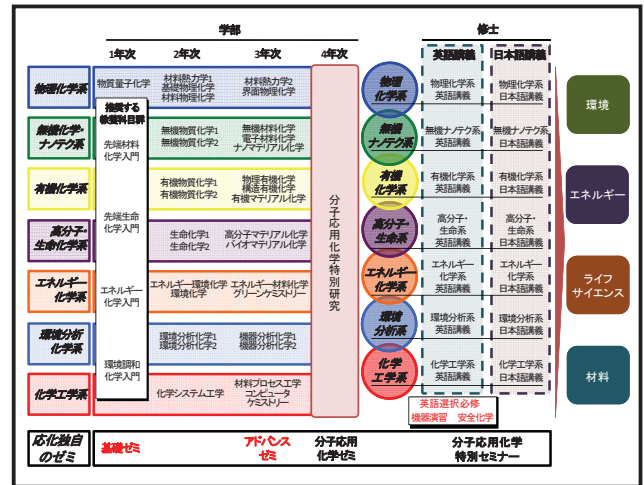 学部
修士
1年次
2年次
3年次
4年次
英語講義
日本語講義
物理化学系
物質量子化学
材料熱力学1
基礎物理化学
材料物理化学
材料熱力学2
界面物理化学
物理
化学系
物理化学系
英語講義
物理化学系
日本語講義
環境
推奨する
教養科目群
先端材料
化学入門
先端生命
化学入門
エネルギー
化学入門
環境調和
化学入門
無機化学・
ナノテク系
無機物質化学1
無機物質化学2
無機材料化学
電子材料化学
ナノマテリアル化学
無機
ナノテク系
無機ナノテク系
英語講義
無機ナノテク系
日本語講義
エネルギー
有機化学系
有機物質化学1
有機物質化学2
物理有機化学
構造有機化学
有機マテリアル化学
有機
化学系
有機化学系
英語講義
有機化学系
日本語講義
分子応用化学特別研究
高分子・
生命化学系
生命化学1
生命化学2
高分子マテリアル化学
バイオマテリアル化学
高分子・
生命系
高分子・
生命系
英語講義
高分子・
生命系
日本語講義
ライフ
サイエンス
エネルギー
化学系
エネルギー環境化学
環境化学
エネルギー材料化学
グリーンケミストリー
エネルギー
化学系
エネルギー
化学系
英語講義
エネルギー
化学系
日本語講義
環境分析
化学系
環境分析化学1
環境分析化学2
機器分析化学1
機器分析化学2
環境
分析系
環境分析系
英語講義
環境分析系
日本語講義
材料
化学工学系
化学システム工学
材料プロセス工学
コンピュータ
ケミストリー
化学
工学系
化学工学系
英語講義
化学工学系
日本語講義
英語選択必修
機器演習 安全化学
応化独自
のゼミ
基礎ゼミ
アドバンス
ゼミ
分子応用
化学ゼミ
分子応用化学
特別セミナー